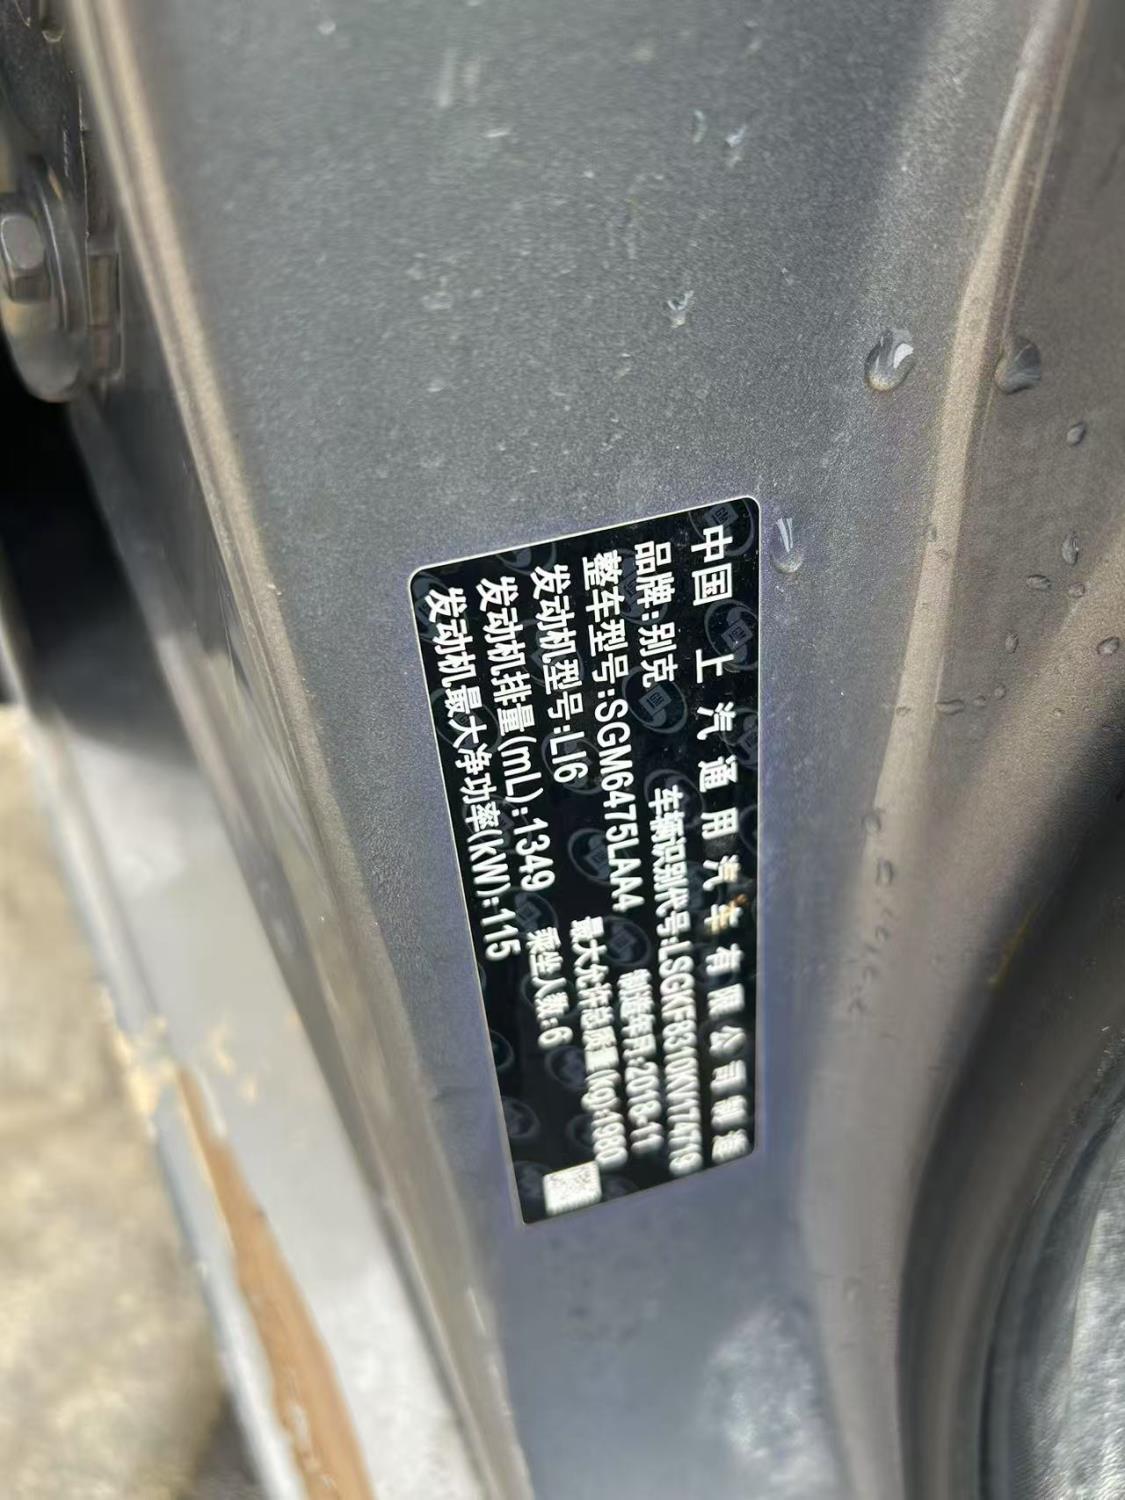 中国上汽通用汽车有限公司制造
品牌:别克 车辆识别代号:LSGKF8310KW774719
整车型号:SGM6475LAA4 制造年月:2018-11
发动机型号:LI6 最大允许总质量(kg):1980
发动机排量(mL):1349 乘坐人数:6
发动机最大净功率(kW):115